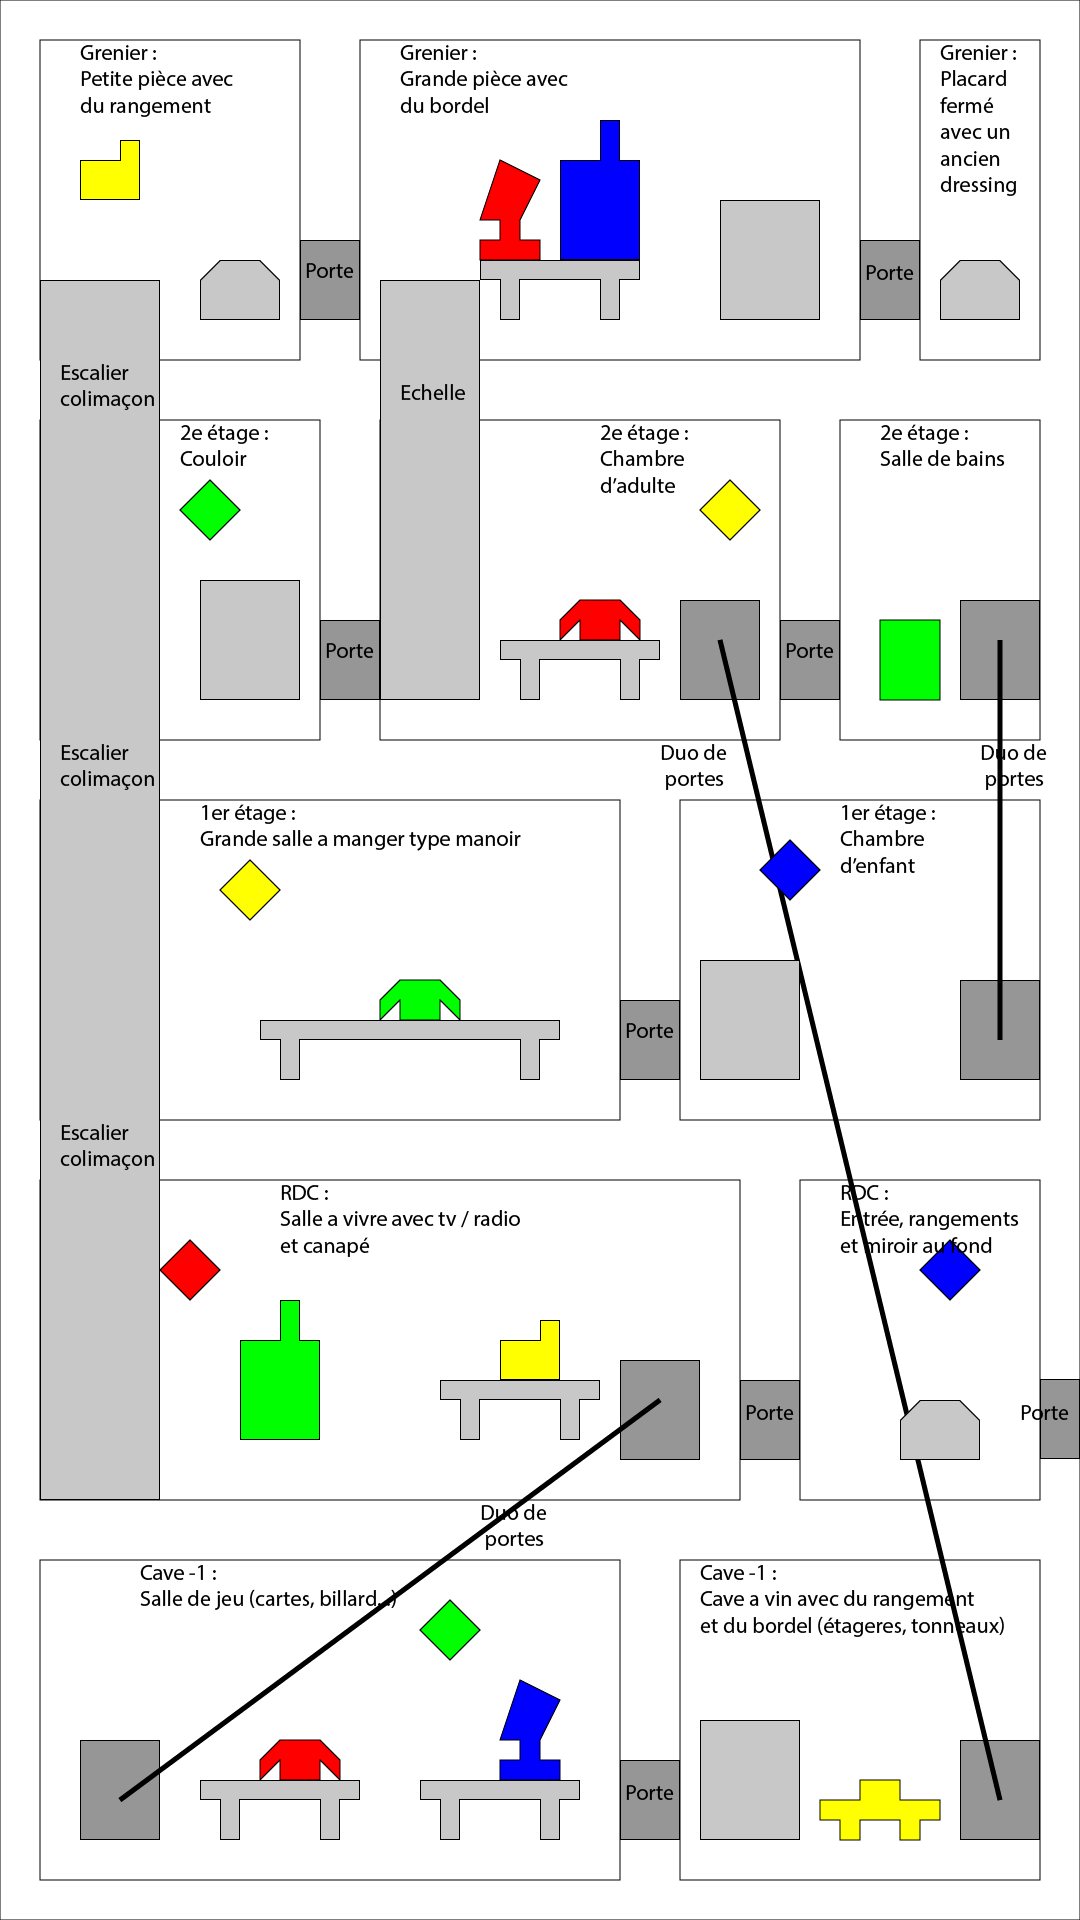 Grenier :
Petite pièce avec
du rangement
Grenier :
Grande pièce avec
du bordel
Grenier :
Placard
fermé
avec un
ancien
dressing
Porte
Porte
Escalier
colimaçon
Echelle
2e étage :
Couloir
2e étage :
Chambre
d'adulte
2e étage :
Salle de bains
Porte
Porte
Escalier
colimaçon
Duo de
portes
Duo de
portes
1er étage :
Grande salle a manger type manoir
1er étage :
Chambre
d'enfant
Porte
Escalier
colimaçon
RDC :
Salle a vivre avec tv / radio
et canapé
RDC :
Entrée, rangements
et miroir au fond
Porte
Porte
Duo de
portes
Cave -1 :
Salle de jeu (cartes, billard...)
Cave -1 :
Cave a vin avec du rangement
et du bordel (étageres, tonneaux)
Porte